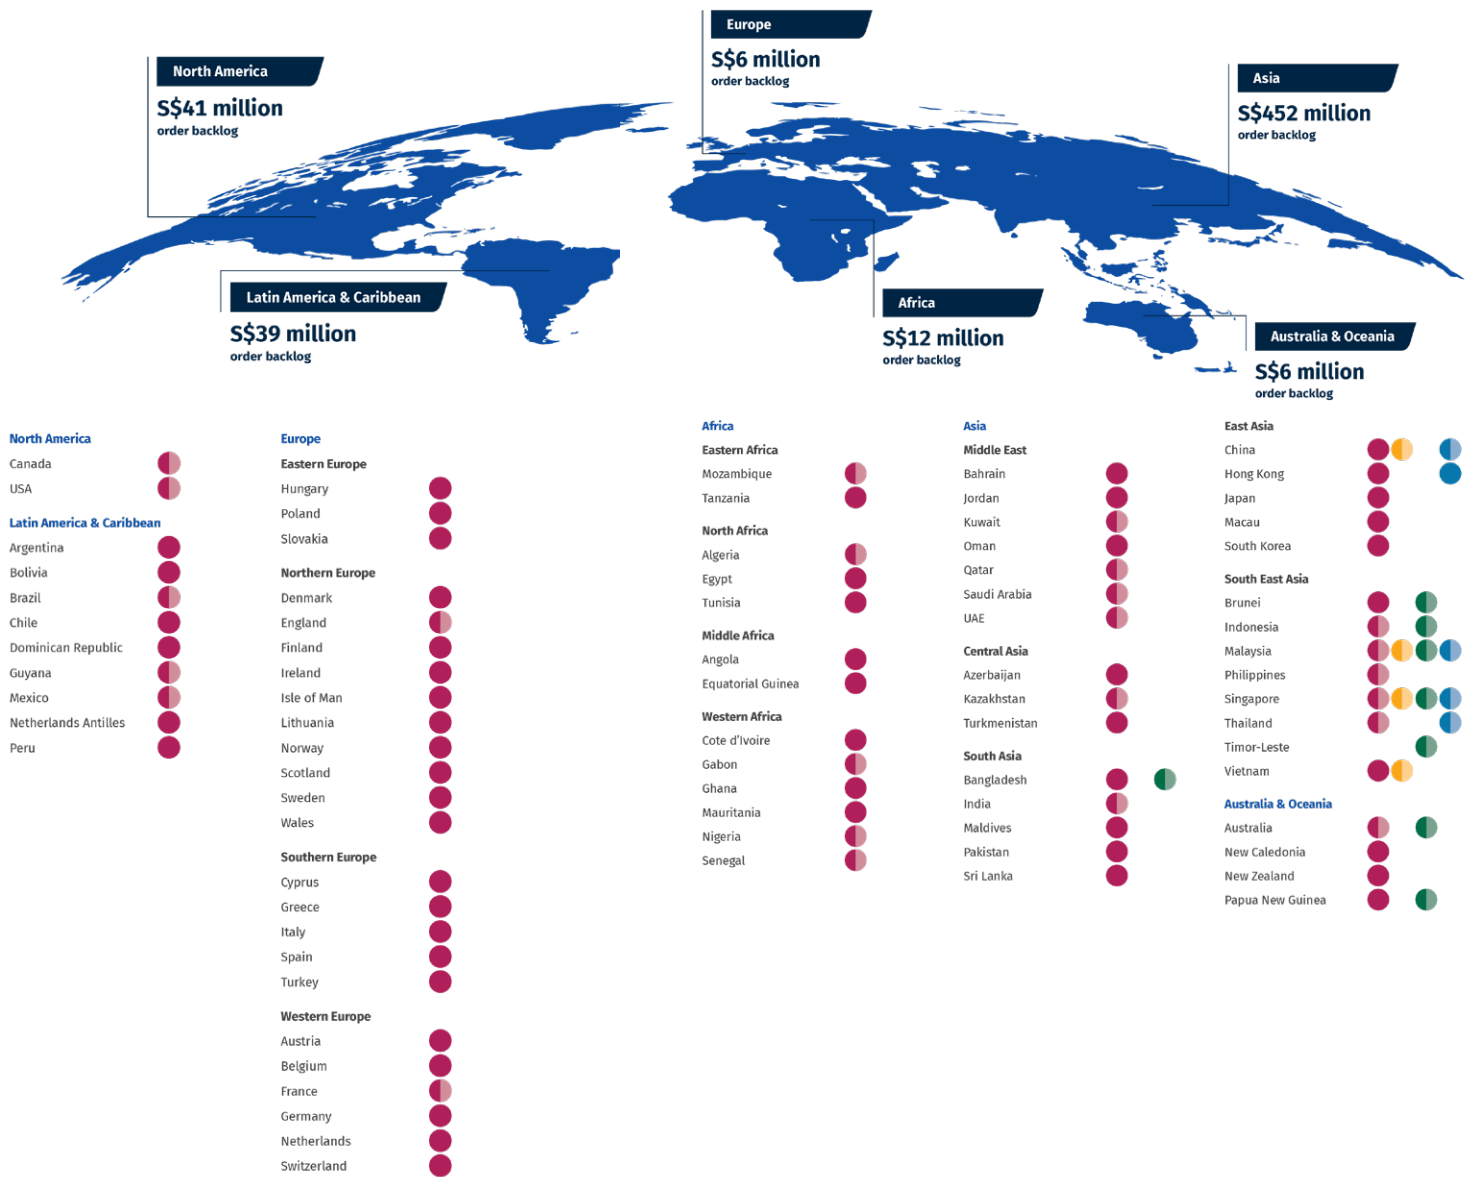 North America
S$41 million
order backlog
Europe
S$6 million
order backlog
Asia
S$452 million
order backlog
Latin America & Caribbean
S$39 million
order backlog
Africa
S$12 million
order backlog
Australia & Oceania
S$6 million
order backlog
North America
Canada
USA
Latin America & Caribbean
Argentina
Bolivia
Brazil
Chile
Dominican Republic
Guyana
Mexico
Netherlands Antilles
Peru
Europe
Eastern Europe
Hungary
Poland
Slovakia
Northern Europe
Denmark
England
Finland
Ireland
Isle of Man
Lithuania
Norway
Scotland
Sweden
Wales
Southern Europe
Cyprus
Greece
Italy
Spain
Turkey
Western Europe
Austria
Belgium
France
Germany
Netherlands
Switzerland
Africa
Eastern Africa
Mozambique
Tanzania
North Africa
Algeria
Egypt
Tunisia
Middle Africa
Angola
Equatorial Guinea
Western Africa
Cote d'Ivoire
Gabon
Ghana
Mauritania
Nigeria
Senegal
Asia
Middle East
Bahrain
Jordan
Kuwait
Oman
Qatar
Saudi Arabia
UAE
Central Asia
Azerbaijan
Kazakhstan
Turkmenistan
South Asia
Bangladesh
India
Maldives
Pakistan
Sri Lanka
East Asia
China
Hong Kong
Japan
Macau
South Korea
South East Asia
Brunei
Indonesia
Malaysia
Philippines
Singapore
Thailand
Timor-Leste
Vietnam
Australia & Oceania
Australia
New Caledonia
New Zealand
Papua New Guinea